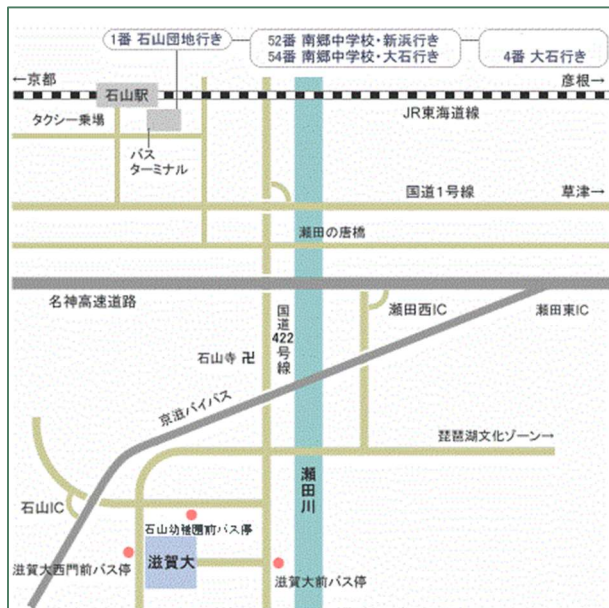 1番 石山団地行き
52番 南郷中学校・新浜行き
54番 南郷中学校・大石行き
4番 大石行き
←京都
彦根→
石山駅
JR東海道線
タクシー乗場
バス
ターミナル
国道1号線
草津→
瀬田の唐橋
名神高速道路
国道422号線
瀬田西IC
瀬田東IC
石山寺 卍
京滋バイパス
琵琶湖文化ゾーン→
瀬田川
石山IC
石山幼稚園前バス停
滋賀大
滋賀大西門前バス停
滋賀大前バス停